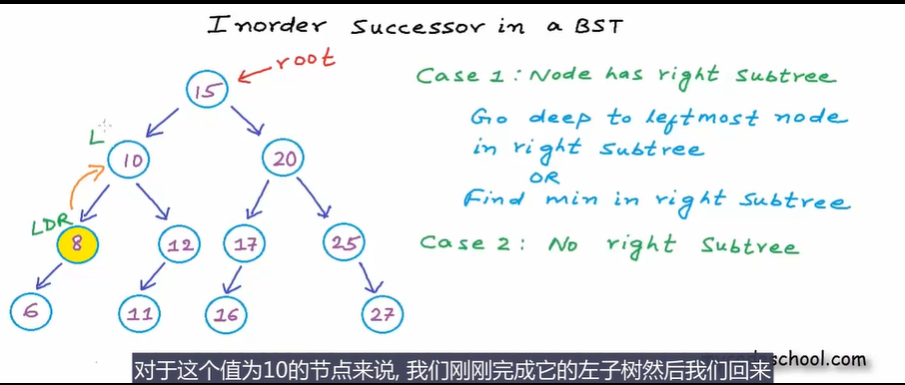 Inorder Successor in a BST
root
15
Case 1: Node has right subtree
L
10
20
Go deep to leftmost node
in right subtree
OR
Find min in right subtree
LDR
8
12
17
25
Case 2: No right subtree
6
11
16
27
school.com
对于这个值为10的节点来说, 我们刚刚完成它的左子树然后我们回来